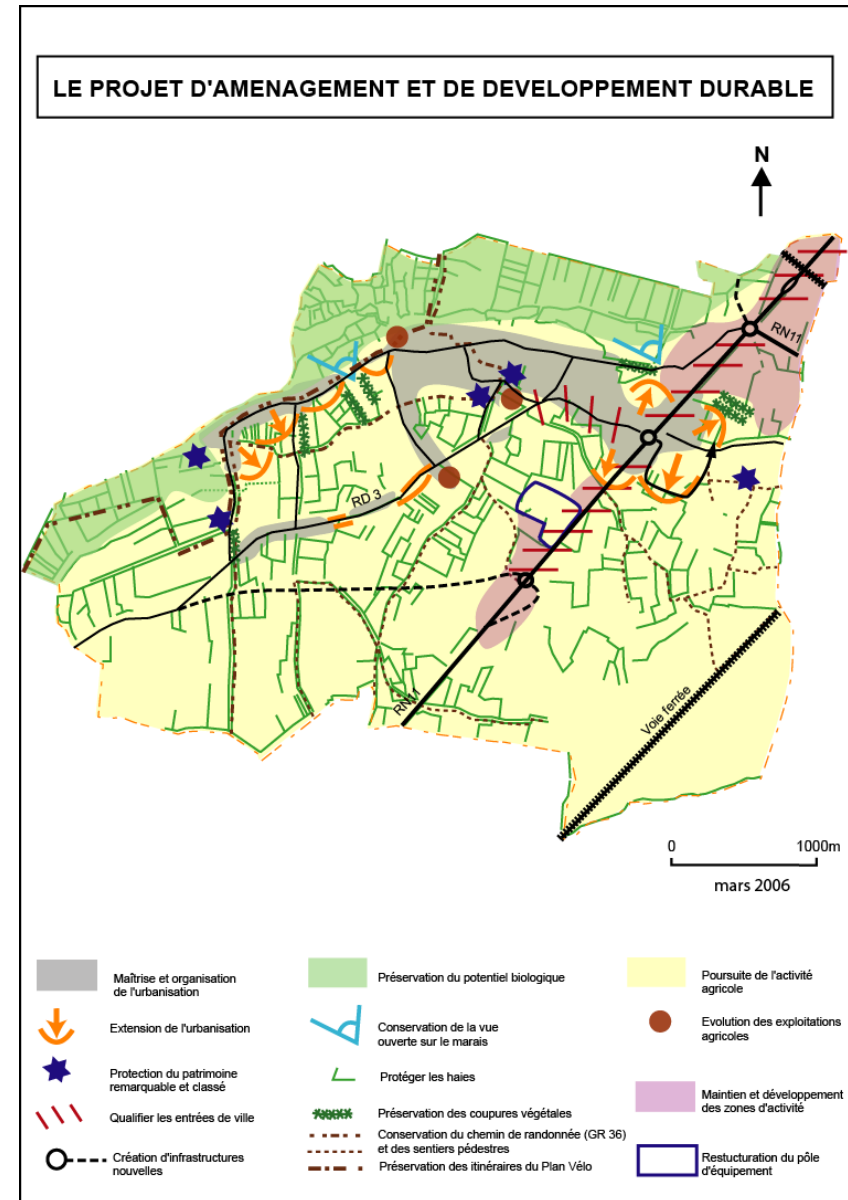 LE PROJET D'AMENAGEMENT ET DE DEVELOPPEMENT DURABLE
N
RN11
RD 3
RN11
Voie ferrée
0 1000m
mars 2006
Maîtrise et organisation
de l'urbanisation
Extension de l'urbanisation
Protection du patrimoine
remarquable et classé
Qualifier les entrées de ville
Création d'infrastructures
nouvelles
Préservation du potentiel biologique
Conservation de la vue
ouverte sur le marais
Protéger les haies
Préservation des coupures végétales
Conservation du chemin de randonnée (GR 36)
et des sentiers pédestres
Préservation des itinéraires du Plan Vélo
Poursuite de l'activité
agricole
Evolution des exploitations
agricoles
Maintien et développement
des zones d'activité
Restucturation du pôle
d'équipement